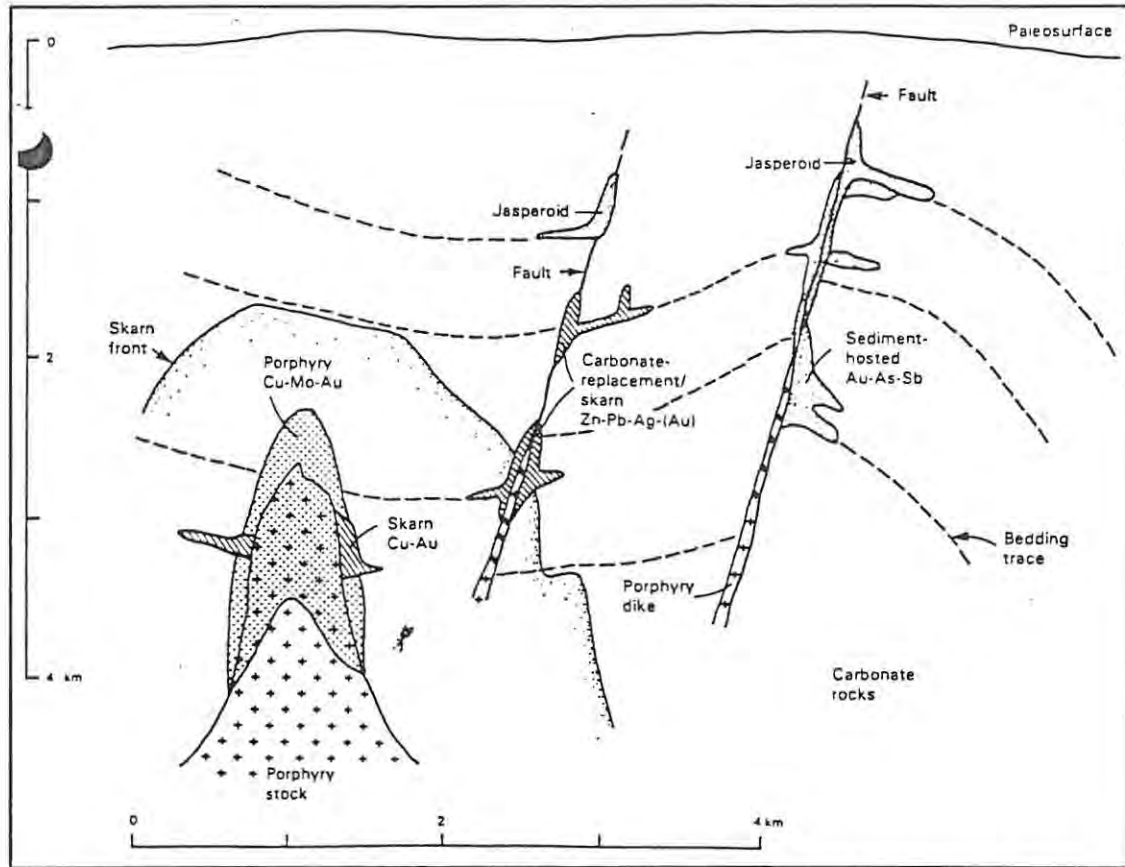 0
Paleosurface
Fault
Jasperoid
Jasperoid
Fault
Skarn
front
2
Porphyry
Cu-Mo-Au
Carbonate-
replacement/
skarn
Zn-Pb-Ag-(Au)
Sediment-
hosted
Au-As-Sb
Skarn
Cu-Au
Bedding
trace
Porphyry
dike
4 km
Carbonate
rocks
Porphyry
stock
0
2
4 km